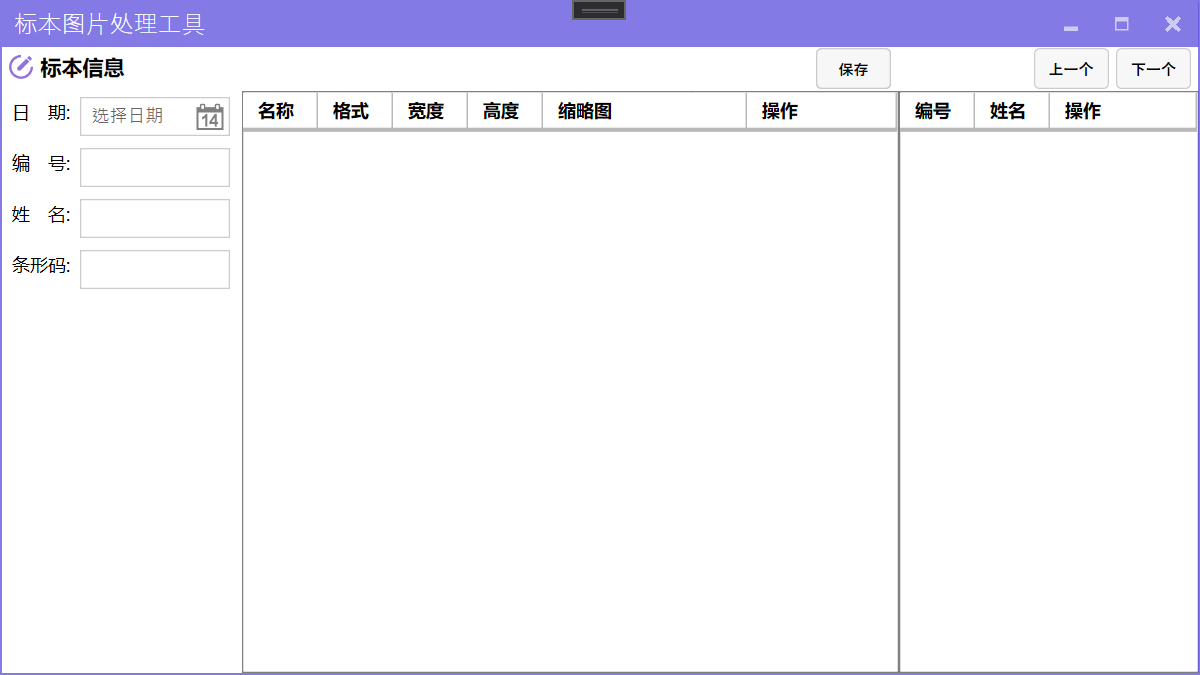 标本图片处理工具
标本信息
保存
上一个
下一个
日 期:
选择日期
14
编 号:
姓 名:
条形码:
名称 格式 宽度 高度 缩略图 操作
编号 姓名 操作